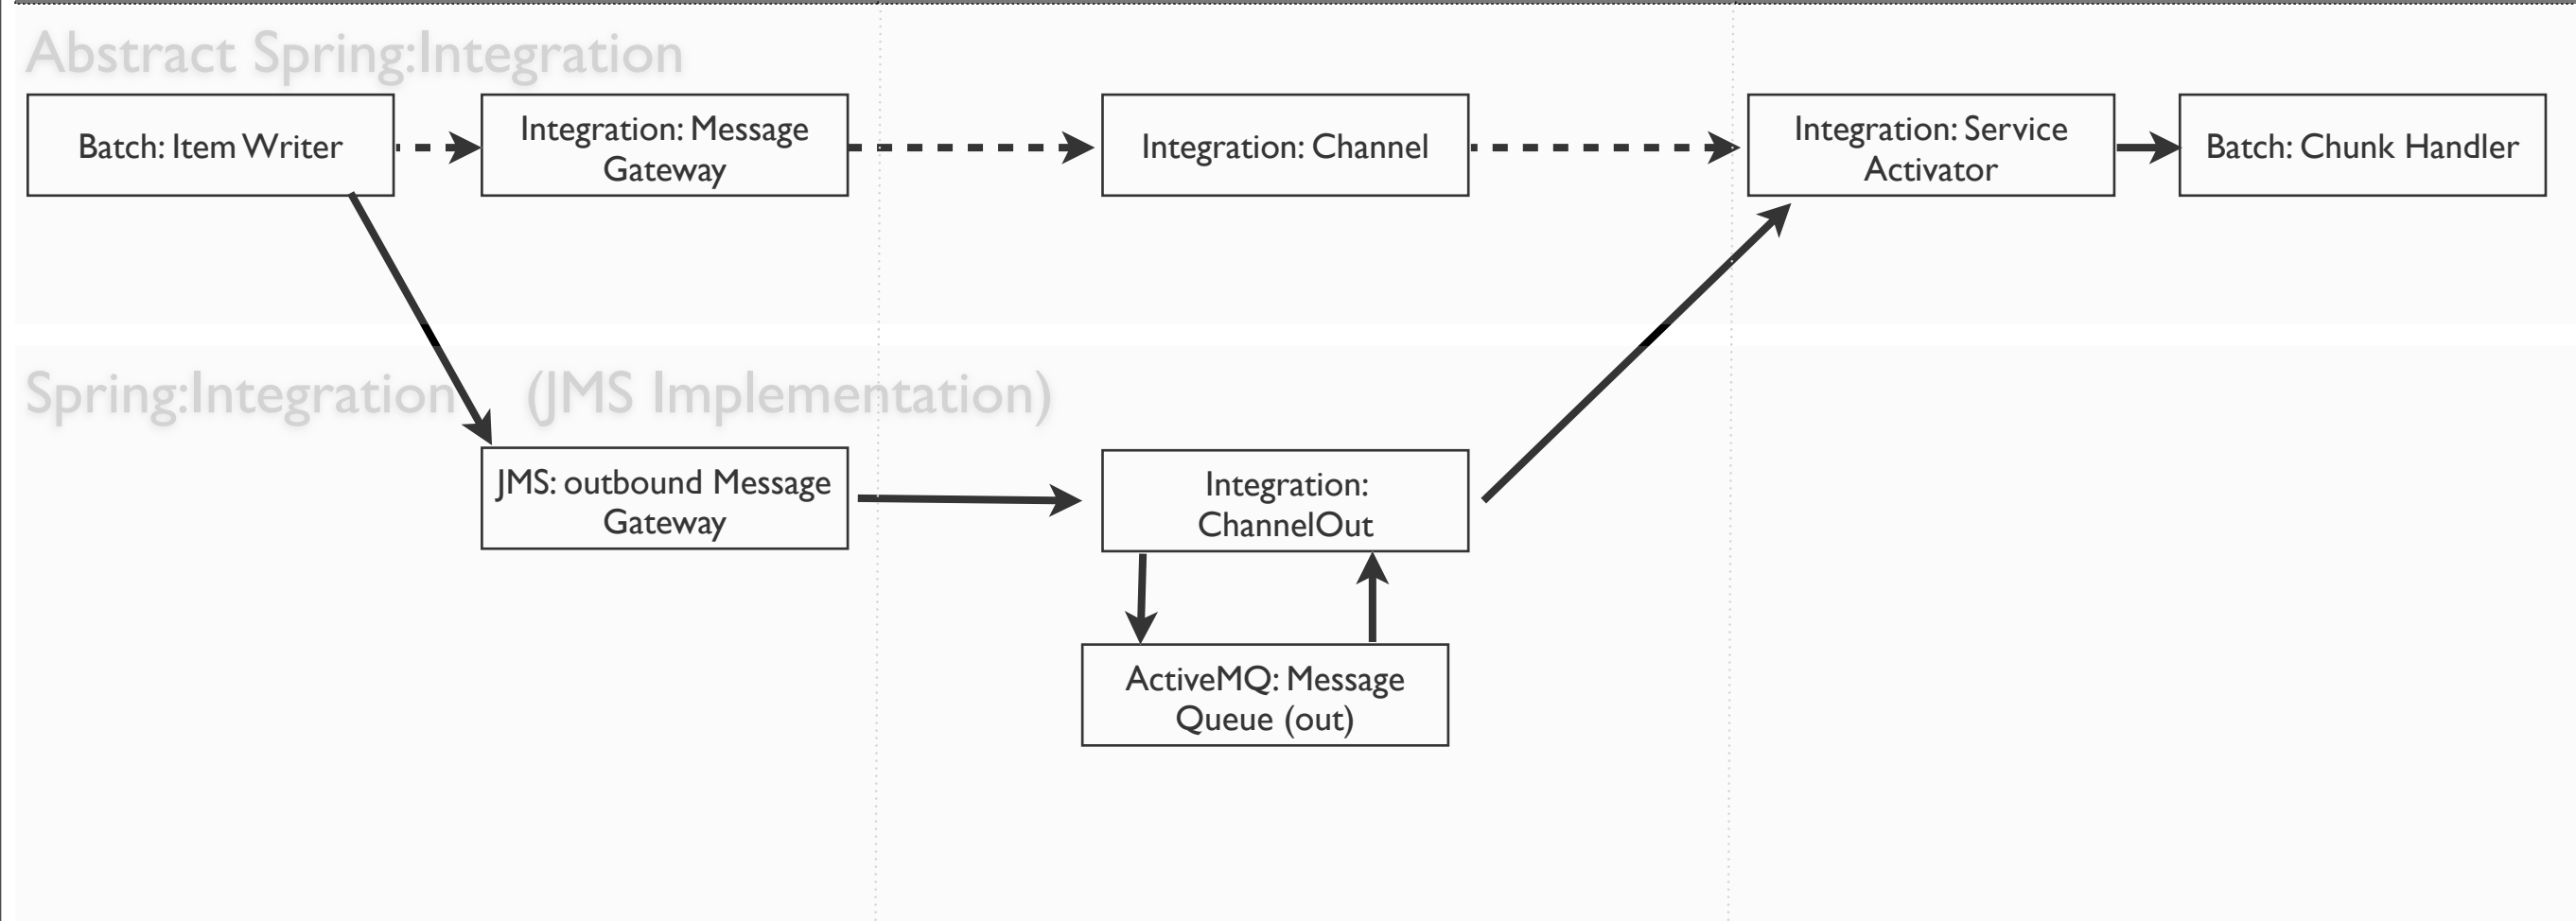 Abstract Spring:Integration
Batch: Item Writer
Integration: Message
Gateway
Integration: Channel
Integration: Service
Activator
Batch: Chunk Handler
Spring:Integration (JMS Implementation)
JMS: outbound Message
Gateway
Integration:
ChannelOut
ActiveMQ: Message
Queue (out)